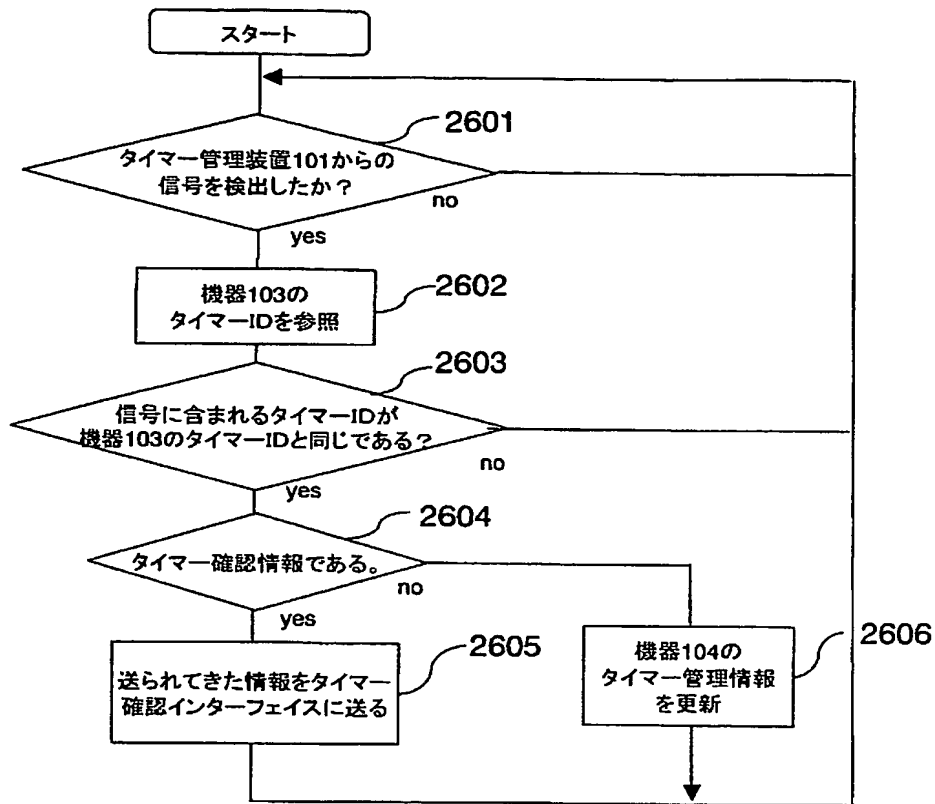 スタート
2601
タイマー管理装置101からの
信号を検出したか？
no
yes
2602
機器103の
タイマーIDを参照
2603
信号に含まれるタイマーIDが
機器103のタイマーIDと同じである？
no
yes
2604
タイマー確認情報である。
no
yes
2605
送られてきた情報をタイマー
確認インターフェイスに送る
2606
機器104の
タイマー管理情報
を更新